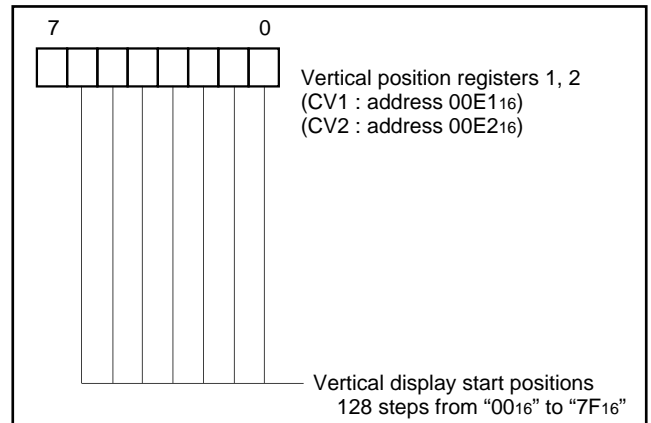 7 0
Vertical position registers 1, 2
(CV1 : address 00E116)
(CV2 : address 00E216)
Vertical display start positions
128 steps from “0016” to “7F16”